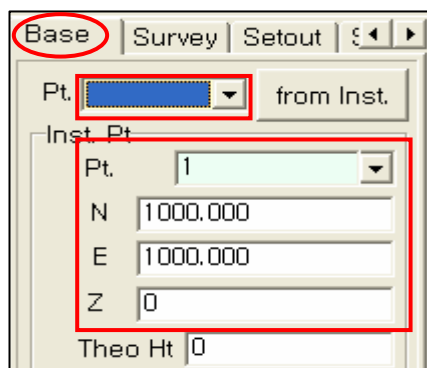 Base Survey Setout
Pt. from Inst.
Inst. Pt
Pt. 1
N 1000.000
E 1000.000
Z 0
Theo Ht 0